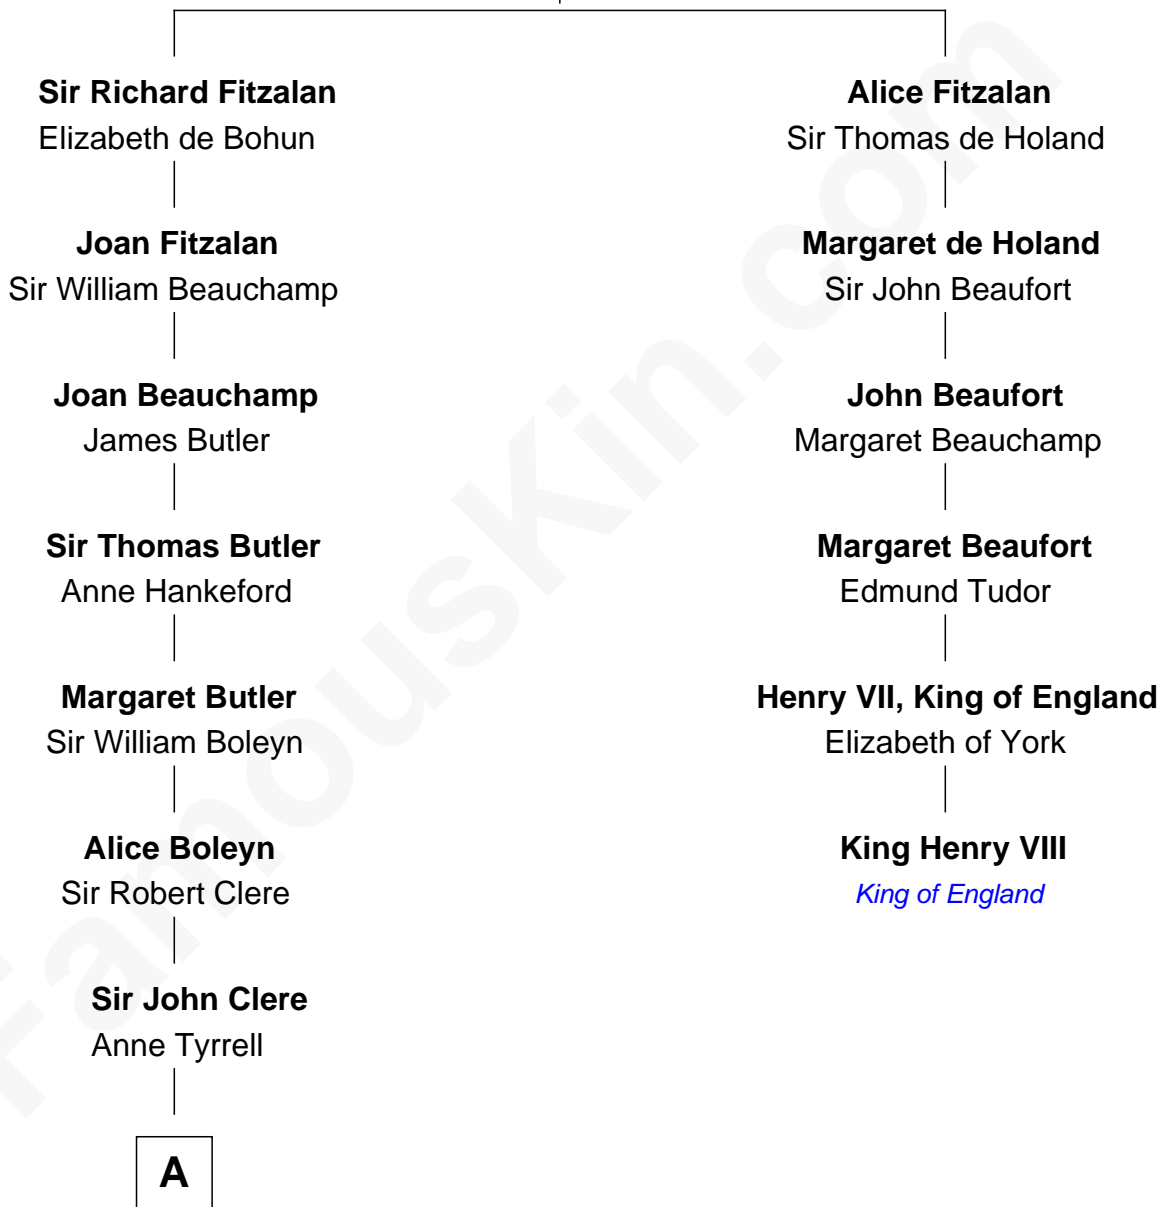 Sir Richard Fitzalan
Elizabeth de Bohun
Joan Fitzalan
Sir William Beauchamp
Joan Beauchamp
James Butler
Sir Thomas Butler
Anne Hankeford
Margaret Butler
Sir William Boleyn
Alice Boleyn
Sir Robert Clere
Sir John Clere
Anne Tyrrell
A
Alice Fitzalan
Sir Thomas de Holand
Margaret de Holand
Sir John Beaufort
John Beaufort
Margaret Beauchamp
Margaret Beaufort
Edmund Tudor
Henry VII, King of England
Elizabeth of York
King Henry VIII
King of England
FamousKin.com